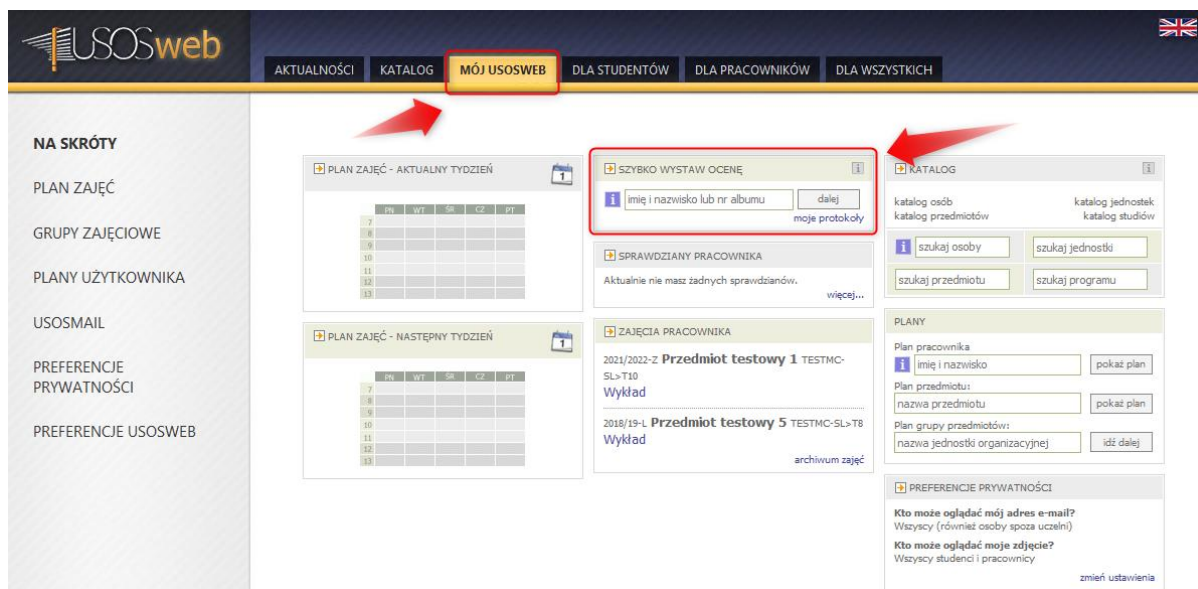 USOSweb
AKTUALNOŚCI KATALOG MÓJ USOSWEB DLA STUDENTÓW DLA PRACOWNIKÓW DLA WSZYSTKICH
NA SKRÓTY
PLAN ZAJĘĆ
GRUPY ZAJĘCIOWE
PLANY UŻYTKOWNIKA
USOSMAIL
PREFERENCJE
PRYWATNOŚCI
PREFERENCJE USOSWEB
PLAN ZAJĘĆ - AKTUALNY TYDZIEŃ
1
PN WT ŚR CZ PT
7
8
9
10
11
12
13
PLAN ZAJĘĆ - NASTĘPNY TYDZIEŃ
1
PN WT ŚR CZ PT
7
8
9
10
11
12
13
SZYBKO WYSTAW OCENĘ i
i imię i nazwisko lub nr albumu dalej
moje protokoły
SPRAWDZIANY PRACOWNIKA
Aktualnie nie masz żadnych sprawdzianów.
więcej...
ZAJĘCIA PRACOWNIKA
2021/2022-Z Przedmiot testowy 1 TESTMC-
SL>T10
Wykład
2018/19-L Przedmiot testowy 5 TESTMC-SL>T8
Wykład
archiwum zajęć
KATALOG i
katalog osób katalog jednostek
katalog przedmiotów katalog studiów
i szukaj osoby szukaj jednostki
szukaj przedmiotu szukaj programu
PLANY
Plan pracownika
i imię i nazwisko pokaż plan
Plan przedmiotu:
nazwa przedmiotu pokaż plan
Plan grupy przedmiotów:
nazwa jednostki organizacyjnej idź dalej
PREFERENCJE PRYWATNOŚCI
Kto może oglądać mój adres e-mail?
Wszyscy (również osoby spoza uczelni)
Kto może oglądać moje zdjęcie?
Wszyscy studenci i pracownicy
zmień ustawienia